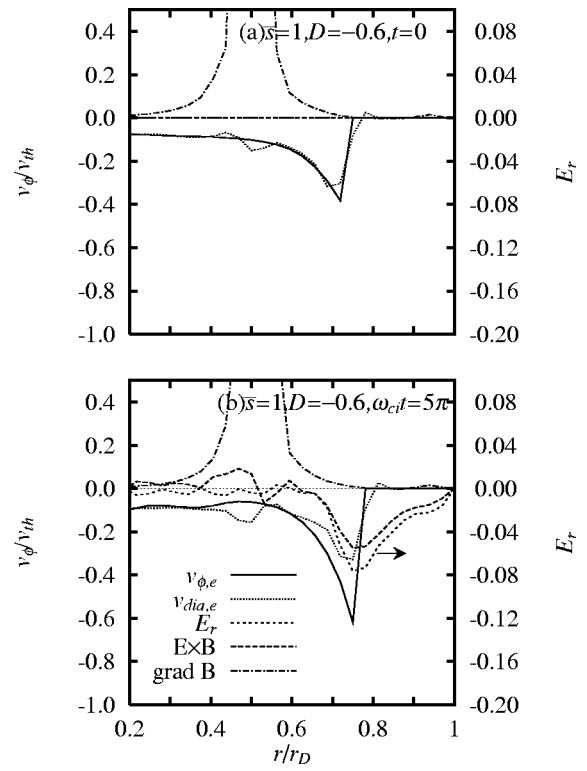 (a)s̅=1,D=−0.6,t=0
0.4
0.2
0.0
-0.2
-0.4
-0.6
-0.8
-1.0
vϕ/vth
0.08
0.04
0.00
-0.04
-0.08
-0.12
-0.16
-0.20
Er
(b)s̅=1,D=−0.6,ωcit=5π
0.4
0.2
0.0
-0.2
-0.4
-0.6
-0.8
-1.0
vϕ/vth
0.08
0.04
0.00
-0.04
-0.08
-0.12
-0.16
-0.20
Er
vϕ,e
vdia,e
Er
E×B
grad B
0.2 0.4 0.6 0.8 1
r/rD